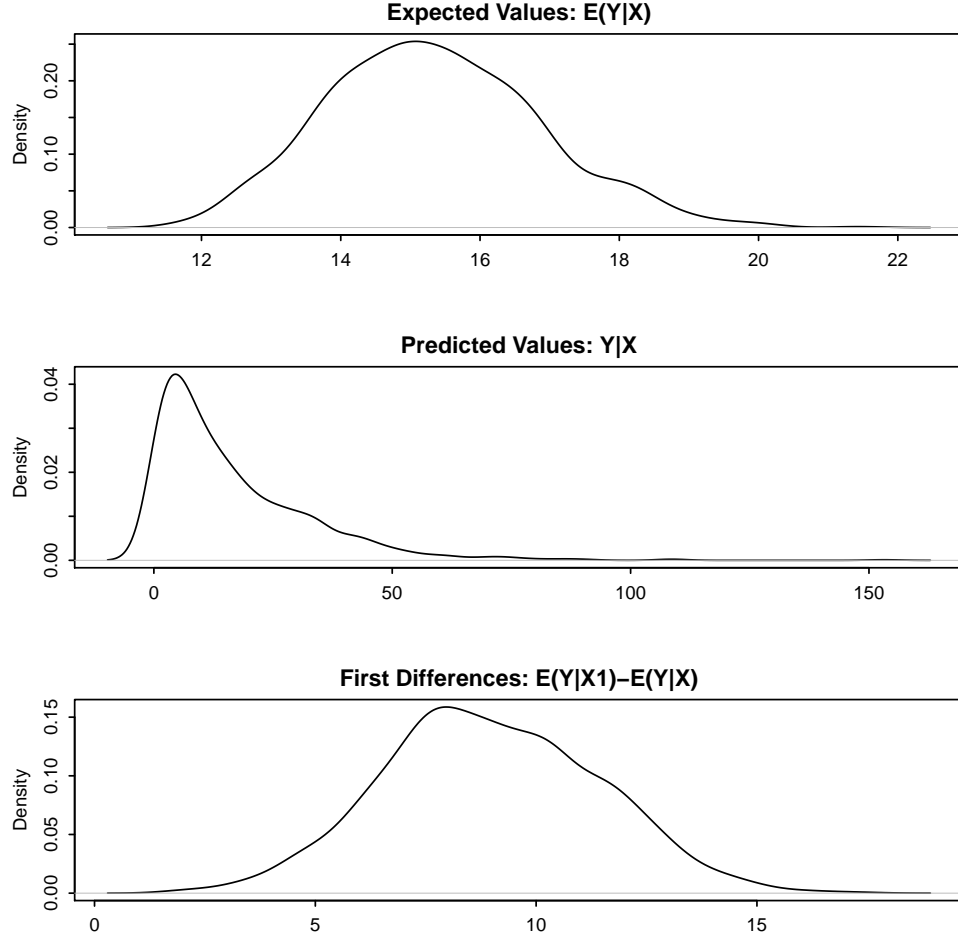 Expected Values: E(Y|X)
Density
0.00 0.10 0.20
12 14 16 18 20 22
Predicted Values: Y|X
Density
0.00 0.02 0.04
0 50 100 150
First Differences: E(Y|X1)−E(Y|X)
Density
0.00 0.05 0.10 0.15
0 5 10 15